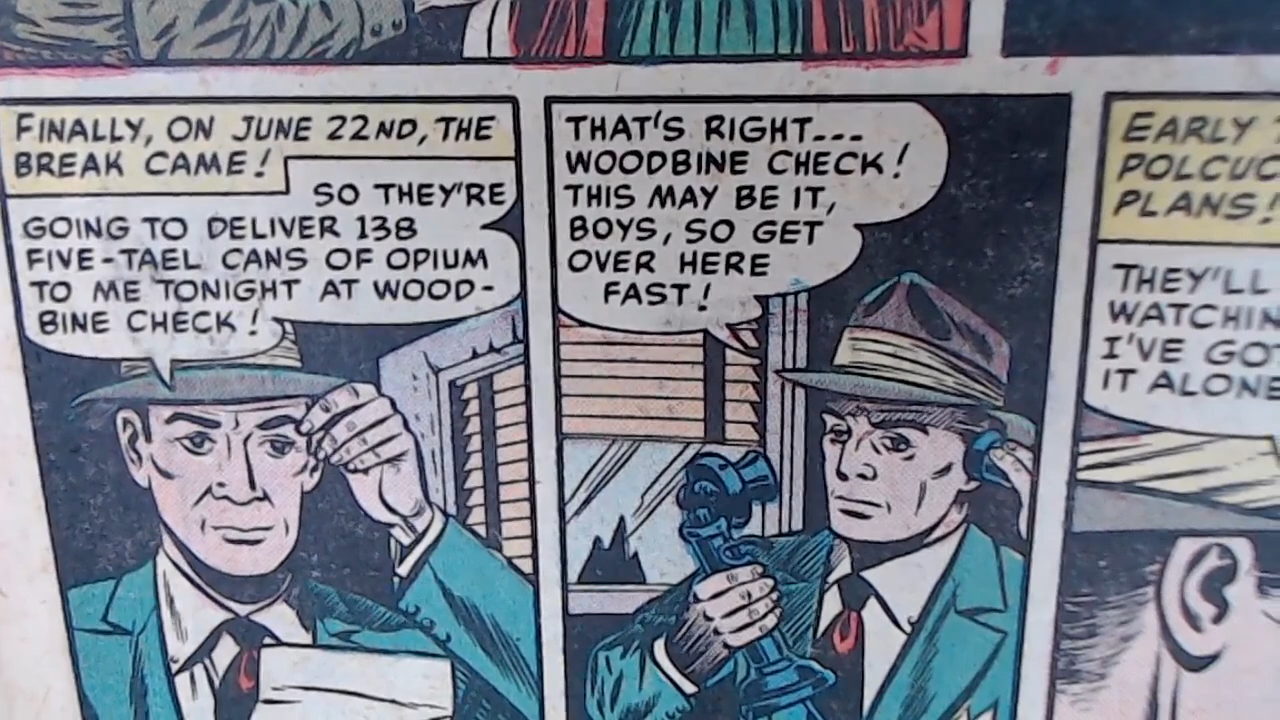 FINALLY, ON JUNE 22ND, THE
BREAK CAME!
SO THEY'RE
GOING TO DELIVER 138
FIVE-TAEL CANS OF OPIUM
TO ME TONIGHT AT WOOD-
BINE CHECK!
THAT'S RIGHT---
WOODBINE CHECK!
THIS MAY BE IT,
BOYS, SO GET
OVER HERE
FAST!
EARLY
POLCUC
PLANS!
THEY'LL
WATCHIN
I'VE GO
IT ALONE